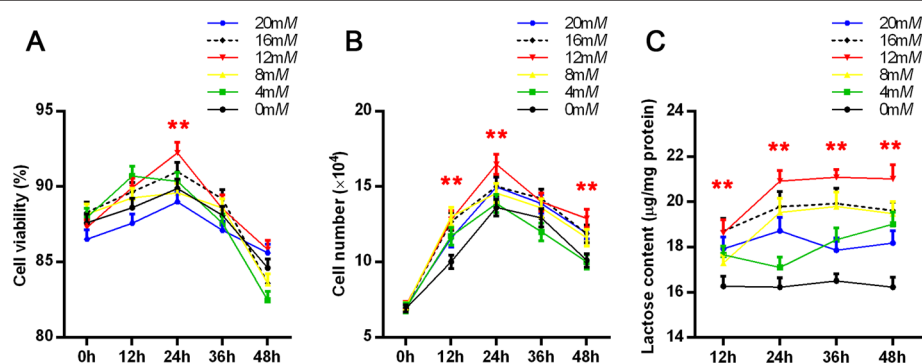 A
20mM
16mM
12mM
8mM
4mM
0mM
Cell viability (%)
95
90
85
80
**
0h 12h 24h 36h 48h
B
20mM
16mM
12mM
8mM
4mM
0mM
Cell number (×10⁴)
20
15
10
5
** ** **
0h 12h 24h 36h 48h
C
20mM
16mM
12mM
8mM
4mM
0mM
Lactose content (μg/mg protein)
24
22
20
18
16
14
** ** ** **
12h 24h 36h 48h